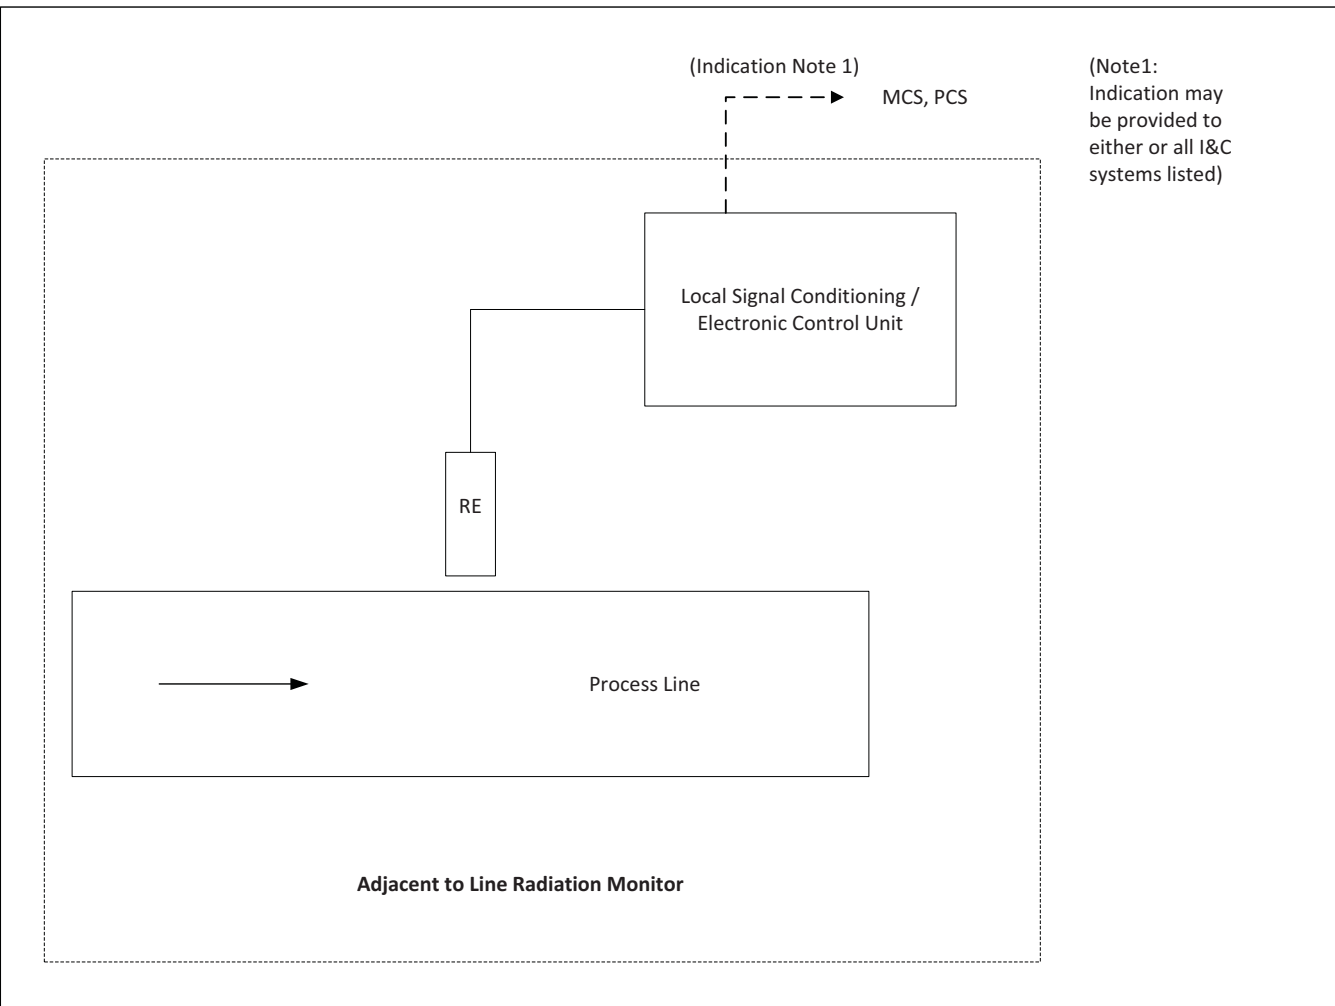 (Indication Note 1)
MCS, PCS
(Note1:
Indication may
be provided to
either or all I&C
systems listed)
Local Signal Conditioning /
Electronic Control Unit
RE
Process Line
Adjacent to Line Radiation Monitor